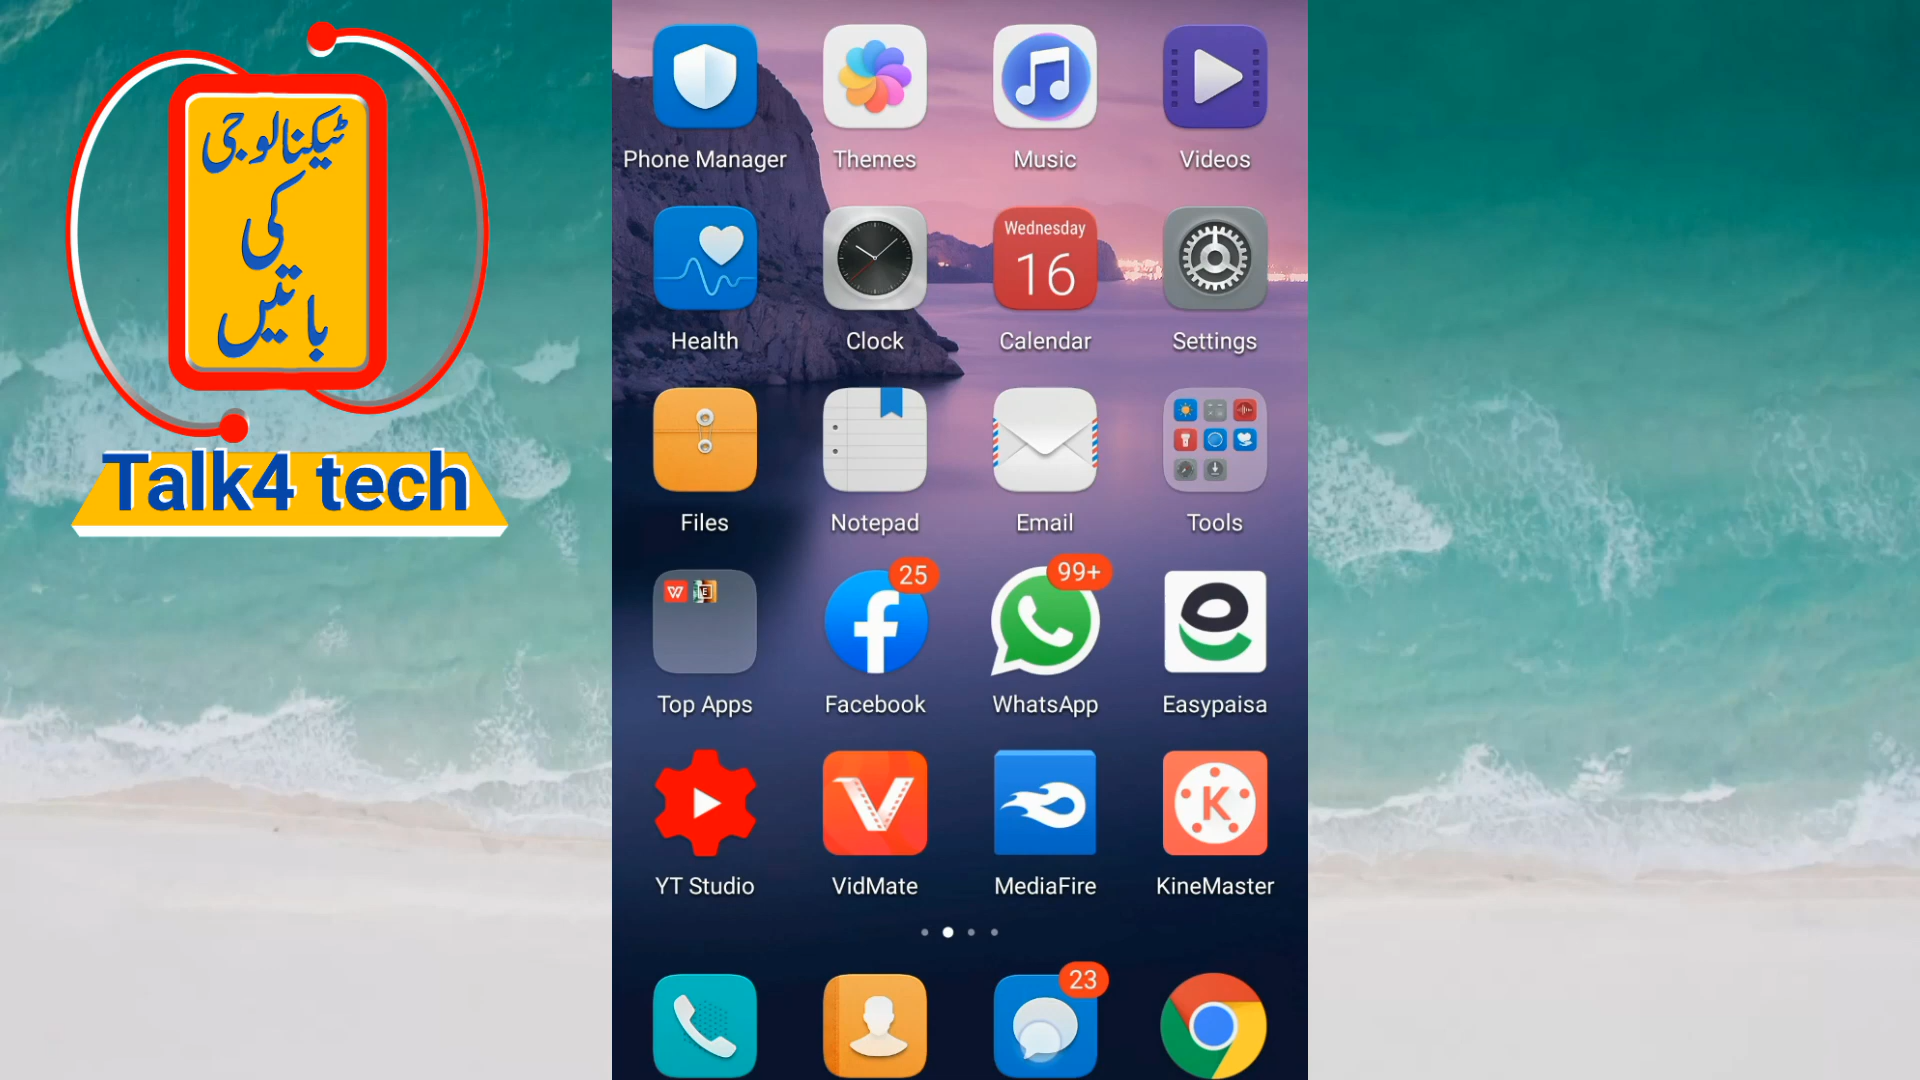 ٹیکنالوجی
کی
باتیں
Talk4 tech
Phone Manager
Themes
Music
Videos
Wednesday
16
Health
Clock
Calendar
Settings
Files
Notepad
Email
Tools
25
99+
Top Apps
Facebook
WhatsApp
Easypaisa
K
YT Studio
VidMate
MediaFire
KineMaster
23